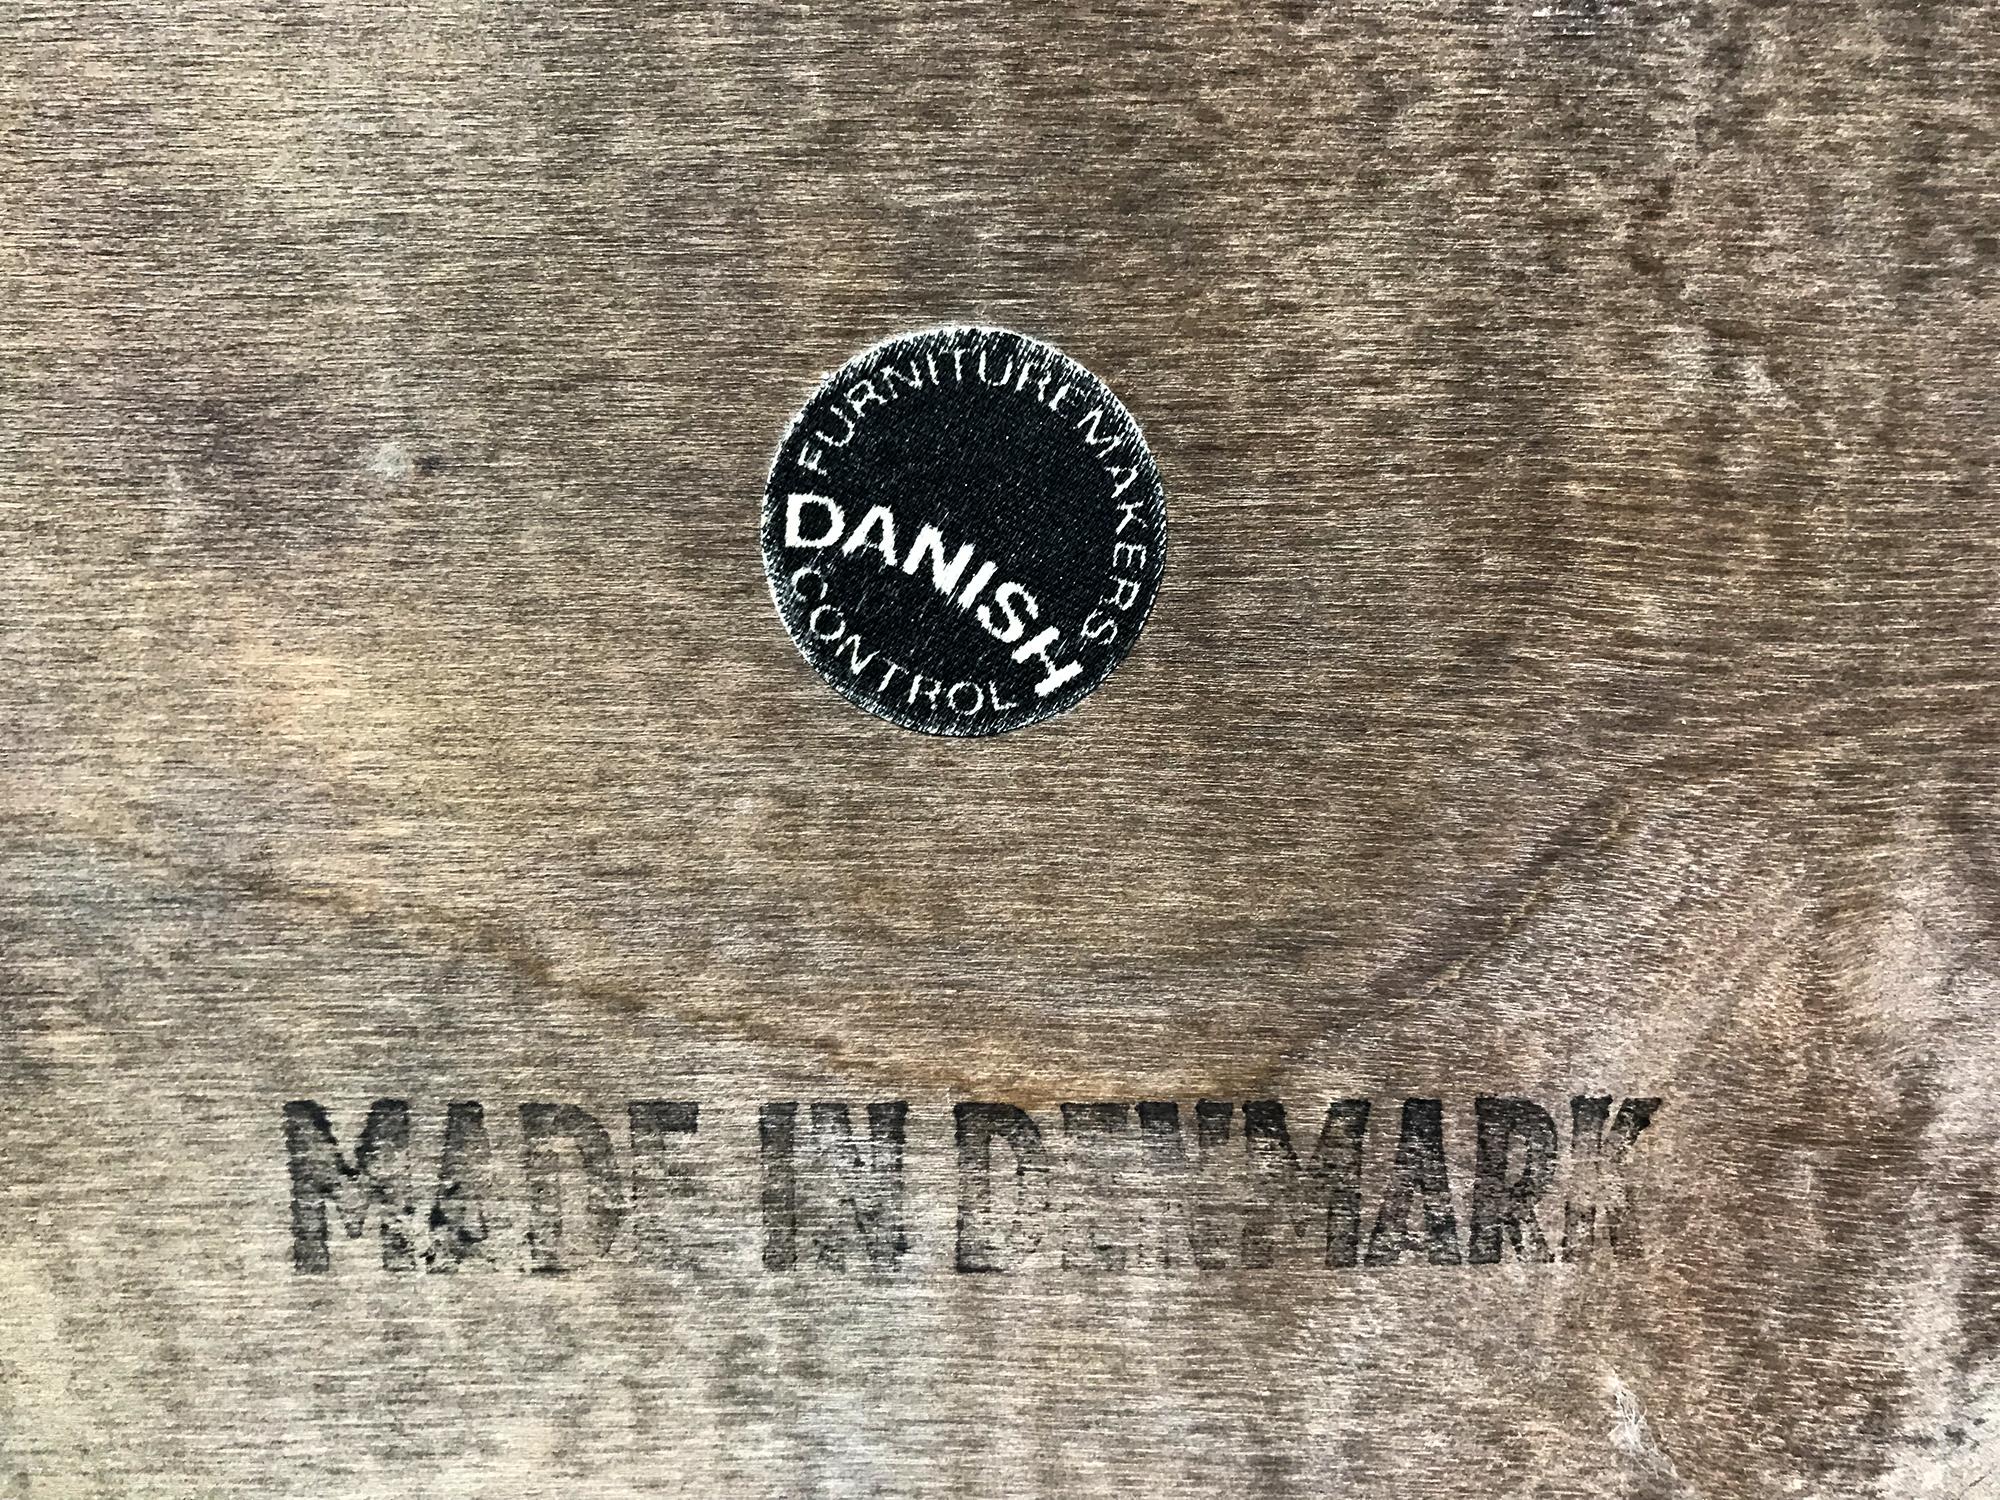 FURNITUREMAKERS
DANISH
CONTROL
MADE IN DENMARK